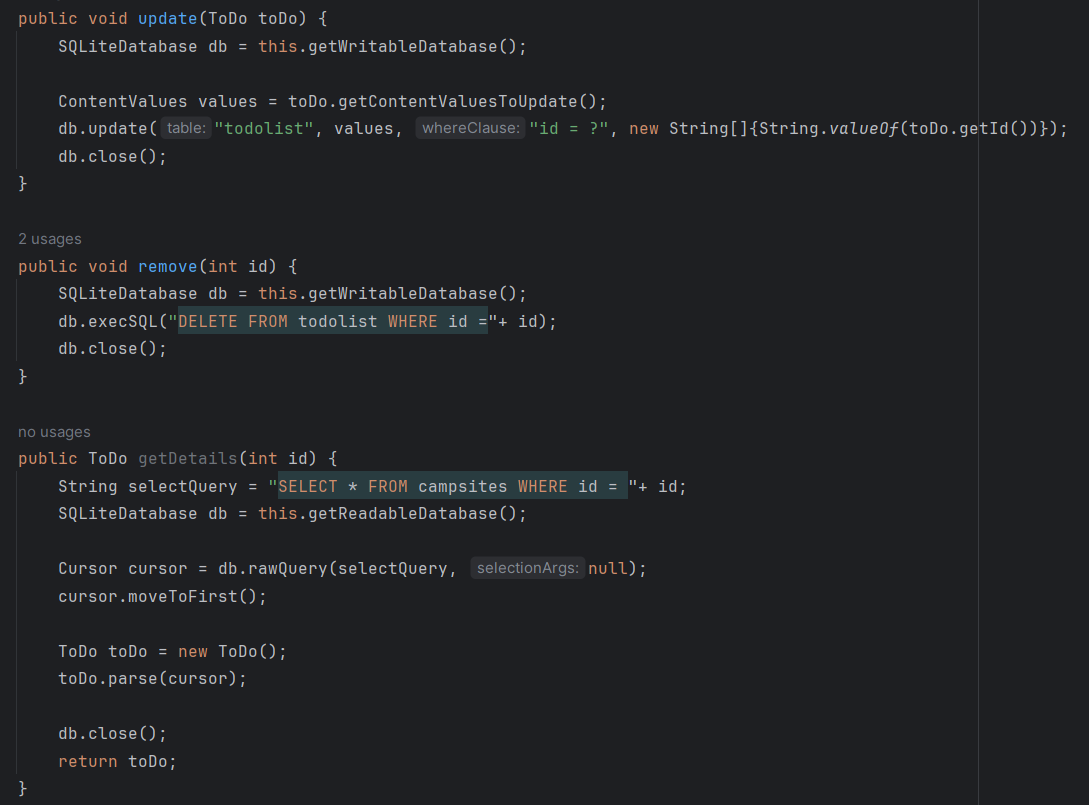 public void update(ToDo toDo) {
SQLiteDatabase db = this.getWritableDatabase();
ContentValues values = toDo.getContentValuesToUpdate();
db.update( table: "todolist", values, whereClause: "id = ?", new String[]{String.valueOf(toDo.getId())});
db.close();
}
2 usages
public void remove(int id) {
SQLiteDatabase db = this.getWritableDatabase();
db.execSQL("DELETE FROM todolist WHERE id ="+ id);
db.close();
}
no usages
public ToDo getDetails(int id) {
String selectQuery = "SELECT * FROM campsites WHERE id = "+ id;
SQLiteDatabase db = this.getReadableDatabase();
Cursor cursor = db.rawQuery(selectQuery, selectionArgs: null);
cursor.moveToFirst();
ToDo toDo = new ToDo();
toDo.parse(cursor);
db.close();
return toDo;
}